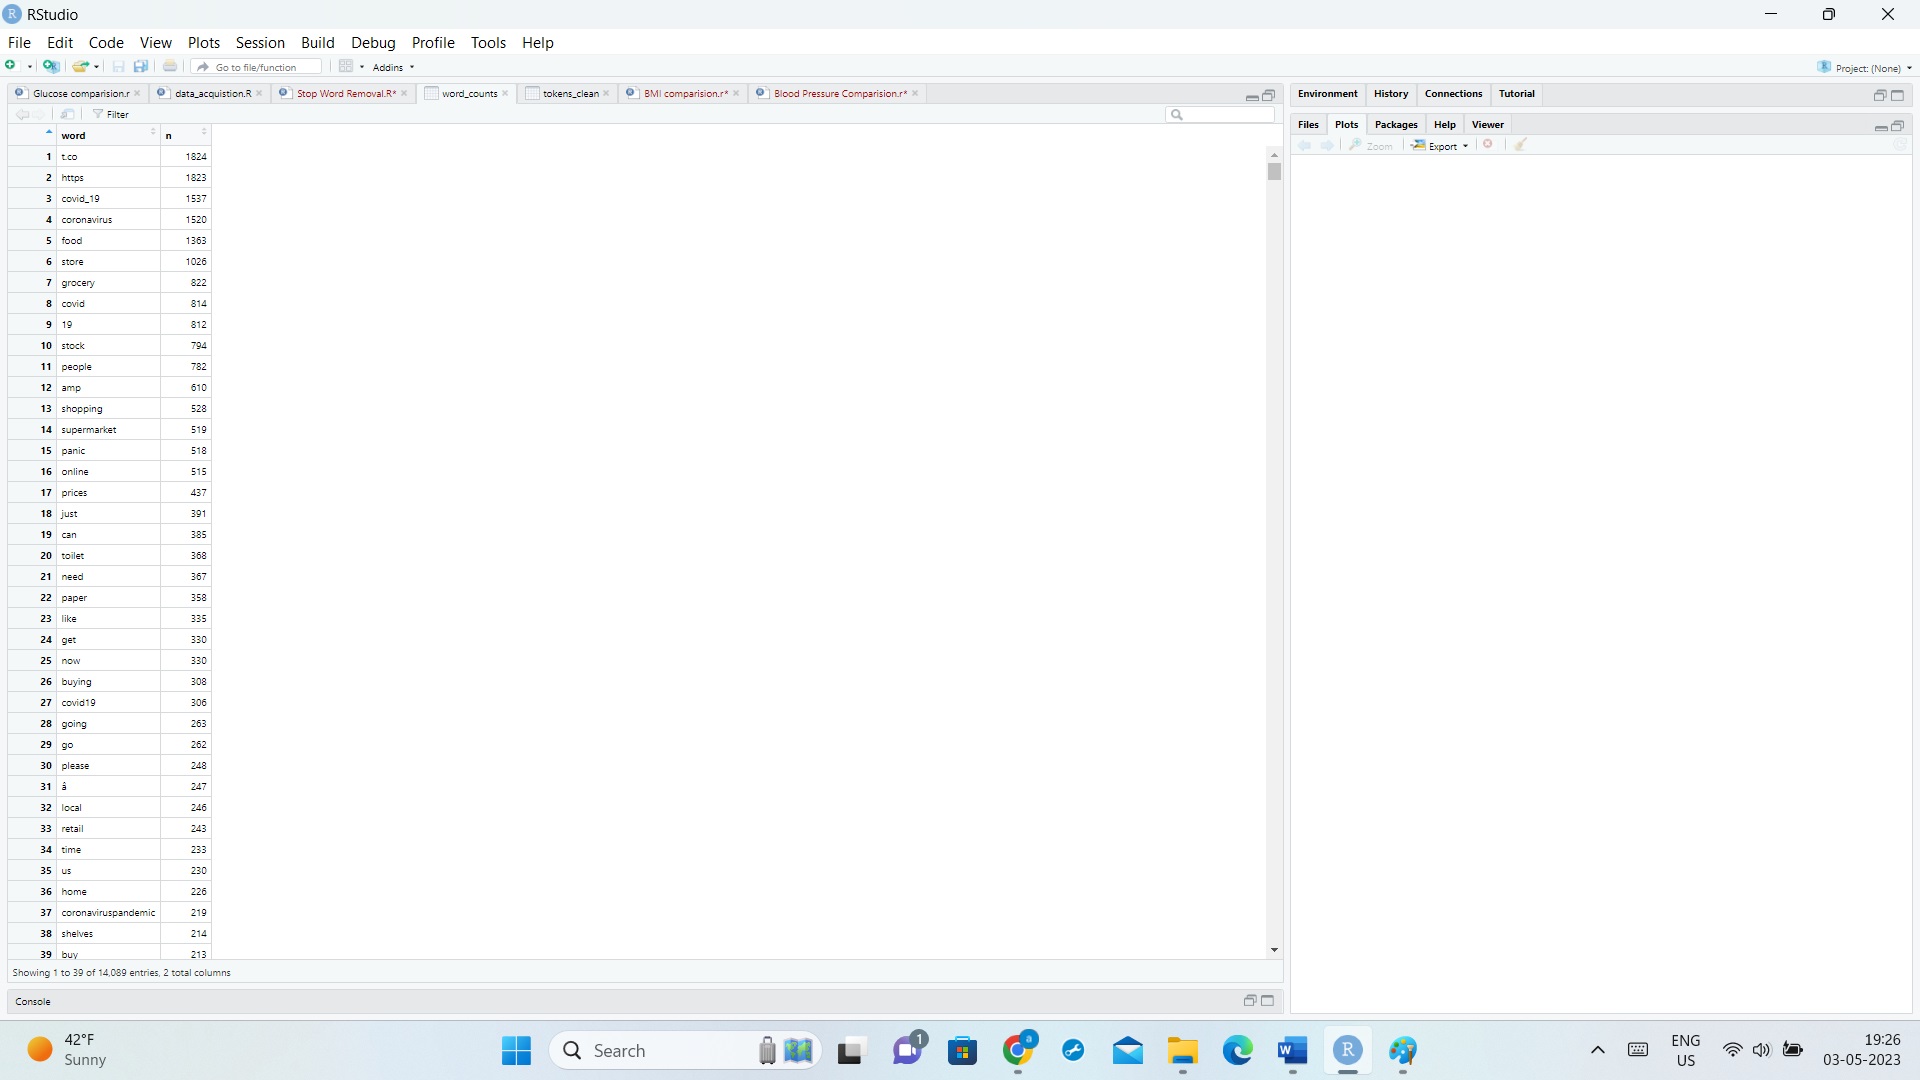 RStudio
File Edit Code View Plots Session Build Debug Profile Tools Help
Go to file/function Addins Project: (None)
Glucose comparision.r data_acquistion.R Stop Word Removal.R* word_counts tokens_clean BMI comparision.r* Blood Pressure Comparision.r*
Filter
word n
1 t.co 1824
2 https 1823
3 covid_19 1537
4 coronavirus 1520
5 food 1363
6 store 1026
7 grocery 822
8 covid 814
9 19 812
10 stock 794
11 people 782
12 amp 610
13 shopping 528
14 supermarket 519
15 panic 518
16 online 515
17 prices 437
18 just 391
19 can 385
20 toilet 368
21 need 367
22 paper 358
23 like 335
24 get 330
25 now 330
26 buying 308
27 covid19 306
28 going 263
29 go 262
30 please 248
31 â 247
32 local 246
33 retail 243
34 time 233
35 us 230
36 home 226
37 coronaviruspandemic 219
38 shelves 214
39 buy 213
Showing 1 to 39 of 14,089 entries, 2 total columns
Console
Environment History Connections Tutorial
Files Plots Packages Help Viewer
Zoom Export
42°F
Sunny
Search
1
a
W
R
ENG
US
19:26
03-05-2023